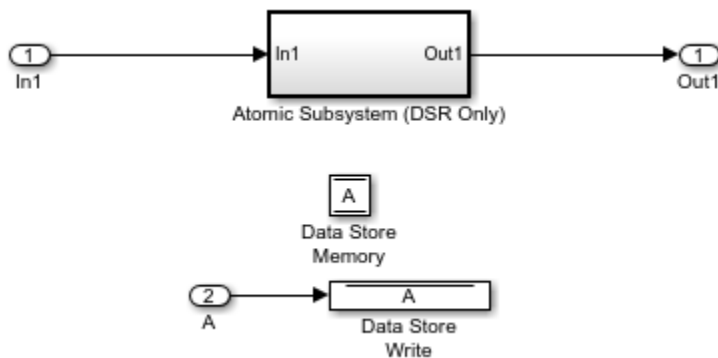 1
In1
In1
Out1
1
Out1
Atomic Subsystem (DSR Only)
A
Data Store
Memory
2
A
A
Data Store
Write